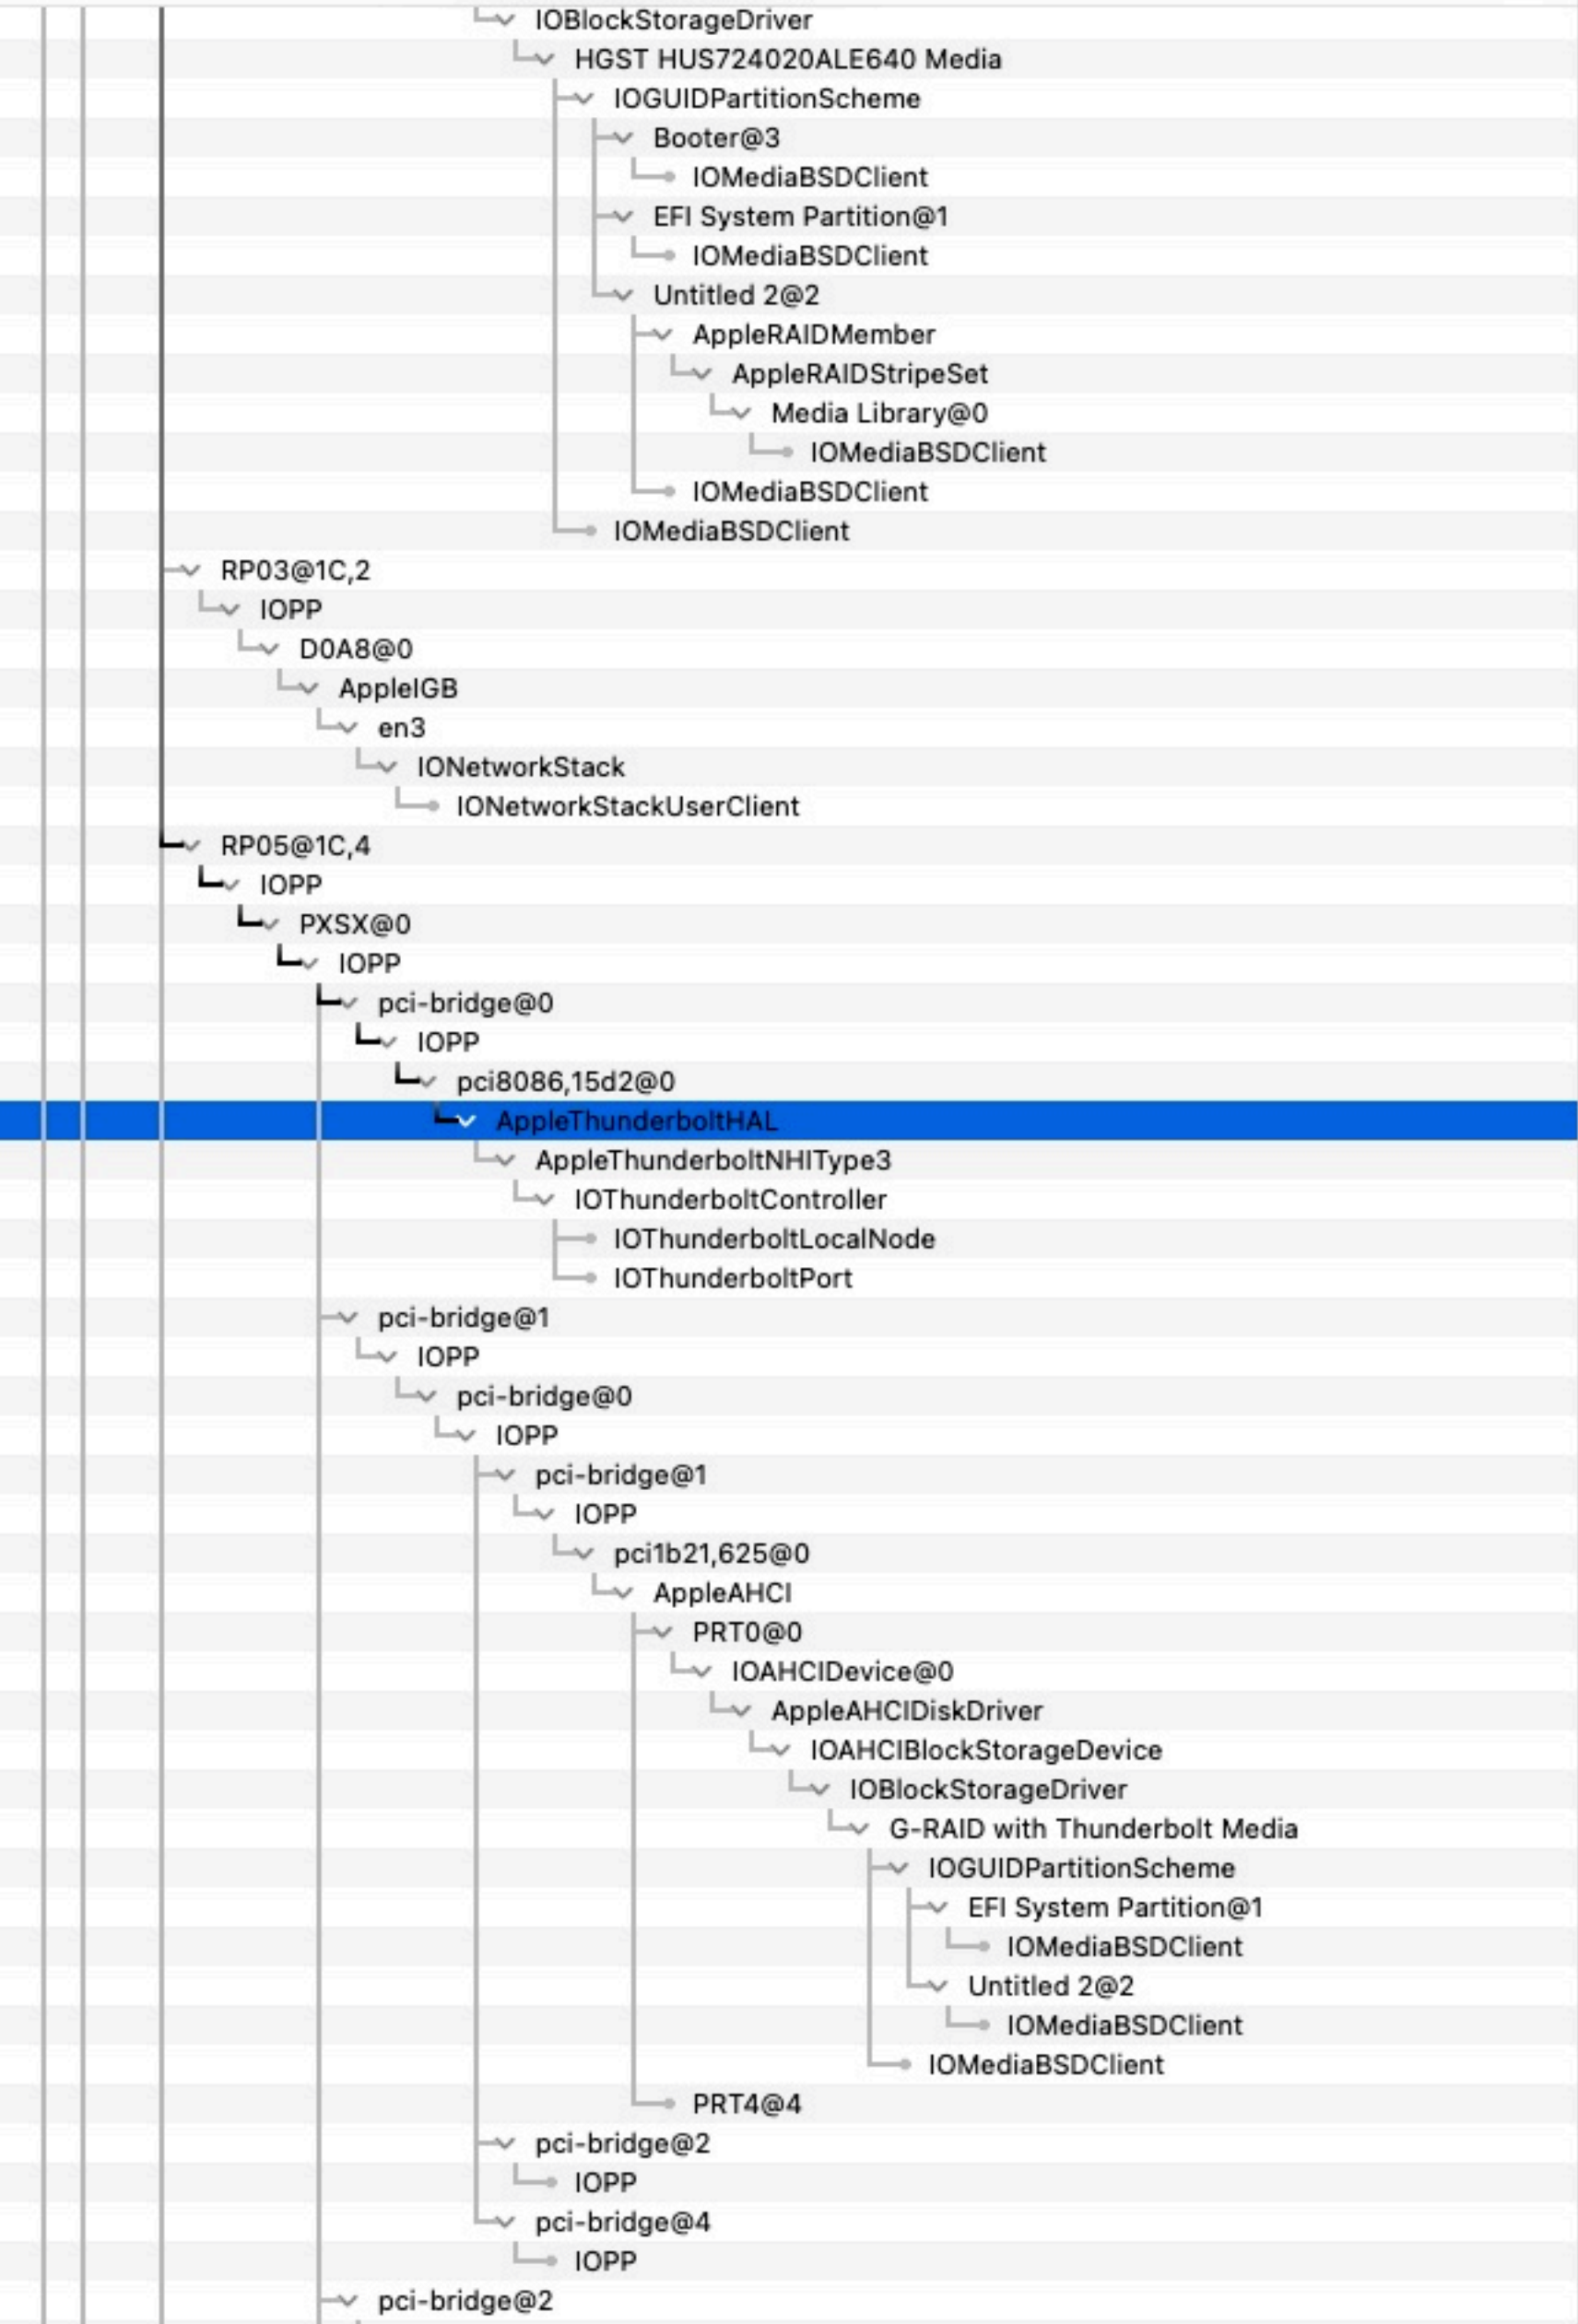 IOBlockStorageDriver
HGST HUS724020ALE640 Media
IOGUIDPartitionScheme
Booter@3
IOMediaBSDClient
EFI System Partition@1
IOMediaBSDClient
Untitled 2@2
AppleRAIDMember
AppleRAIDStripeSet
Media Library@0
IOMediaBSDClient
IOMediaBSDClient
IOMediaBSDClient
RP03@1C,2
IOPP
D0A8@0
AppleIGB
en3
IONetworkStack
IONetworkStackUserClient
RP05@1C,4
IOPP
PXSX@0
IOPP
pci-bridge@0
IOPP
pci8086,15d2@0
AppleThunderboltHAL
AppleThunderboltNHIType3
IOThunderboltController
IOThunderboltLocalNode
IOThunderboltPort
pci-bridge@1
IOPP
pci-bridge@0
IOPP
pci-bridge@1
IOPP
pci1b21,625@0
AppleAHCI
PRT0@0
IOAHCIDevice@0
AppleAHCIDiskDriver
IOAHCIBlockStorageDevice
IOBlockStorageDriver
G-RAID with Thunderbolt Media
IOGUIDPartitionScheme
EFI System Partition@1
IOMediaBSDClient
Untitled 2@2
IOMediaBSDClient
IOMediaBSDClient
PRT4@4
pci-bridge@2
IOPP
pci-bridge@4
IOPP
pci-bridge@2